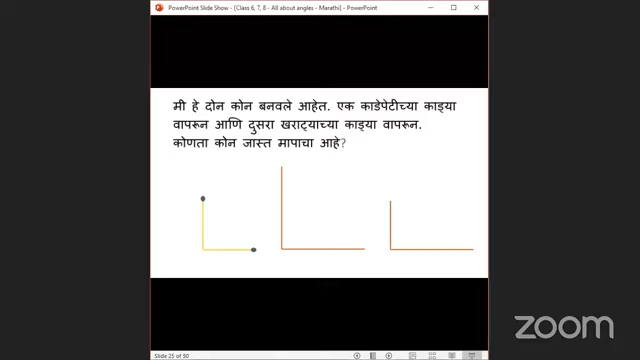 PowerPoint Slide Show - [Class 6, 7, 8 - All about angles - Marathi] - PowerPoint
मी हे दोन कोन बनवले आहेत. एक काडेपेटीच्या काड्या
वापरून आणि दुसरा खराट्याच्या काड्या वापरून.
कोणता कोन जास्त मापाचा आहे?
zoom
Slide 25 of 50